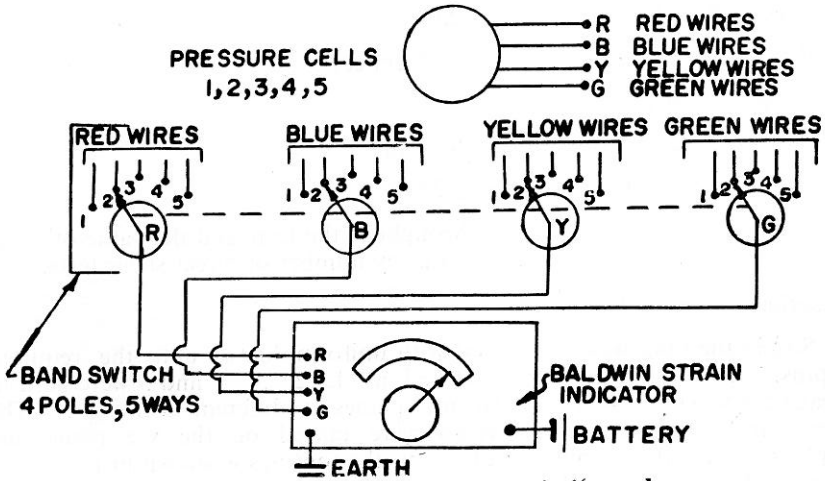 R RED WIRES
B BLUE WIRES
Y YELLOW WIRES
G GREEN WIRES
PRESSURE CELLS
1,2,3,4,5
RED WIRES
BLUE WIRES
YELLOW WIRES
GREEN WIRES
1 2 3 4 5
1 2 3 4 5
1 2 3 4 5
1 2 3 4 5
R
B
Y
G
R
B
Y
G
BAND SWITCH
4 POLES, 5 WAYS
BALDWIN STRAIN
INDICATOR
BATTERY
EARTH